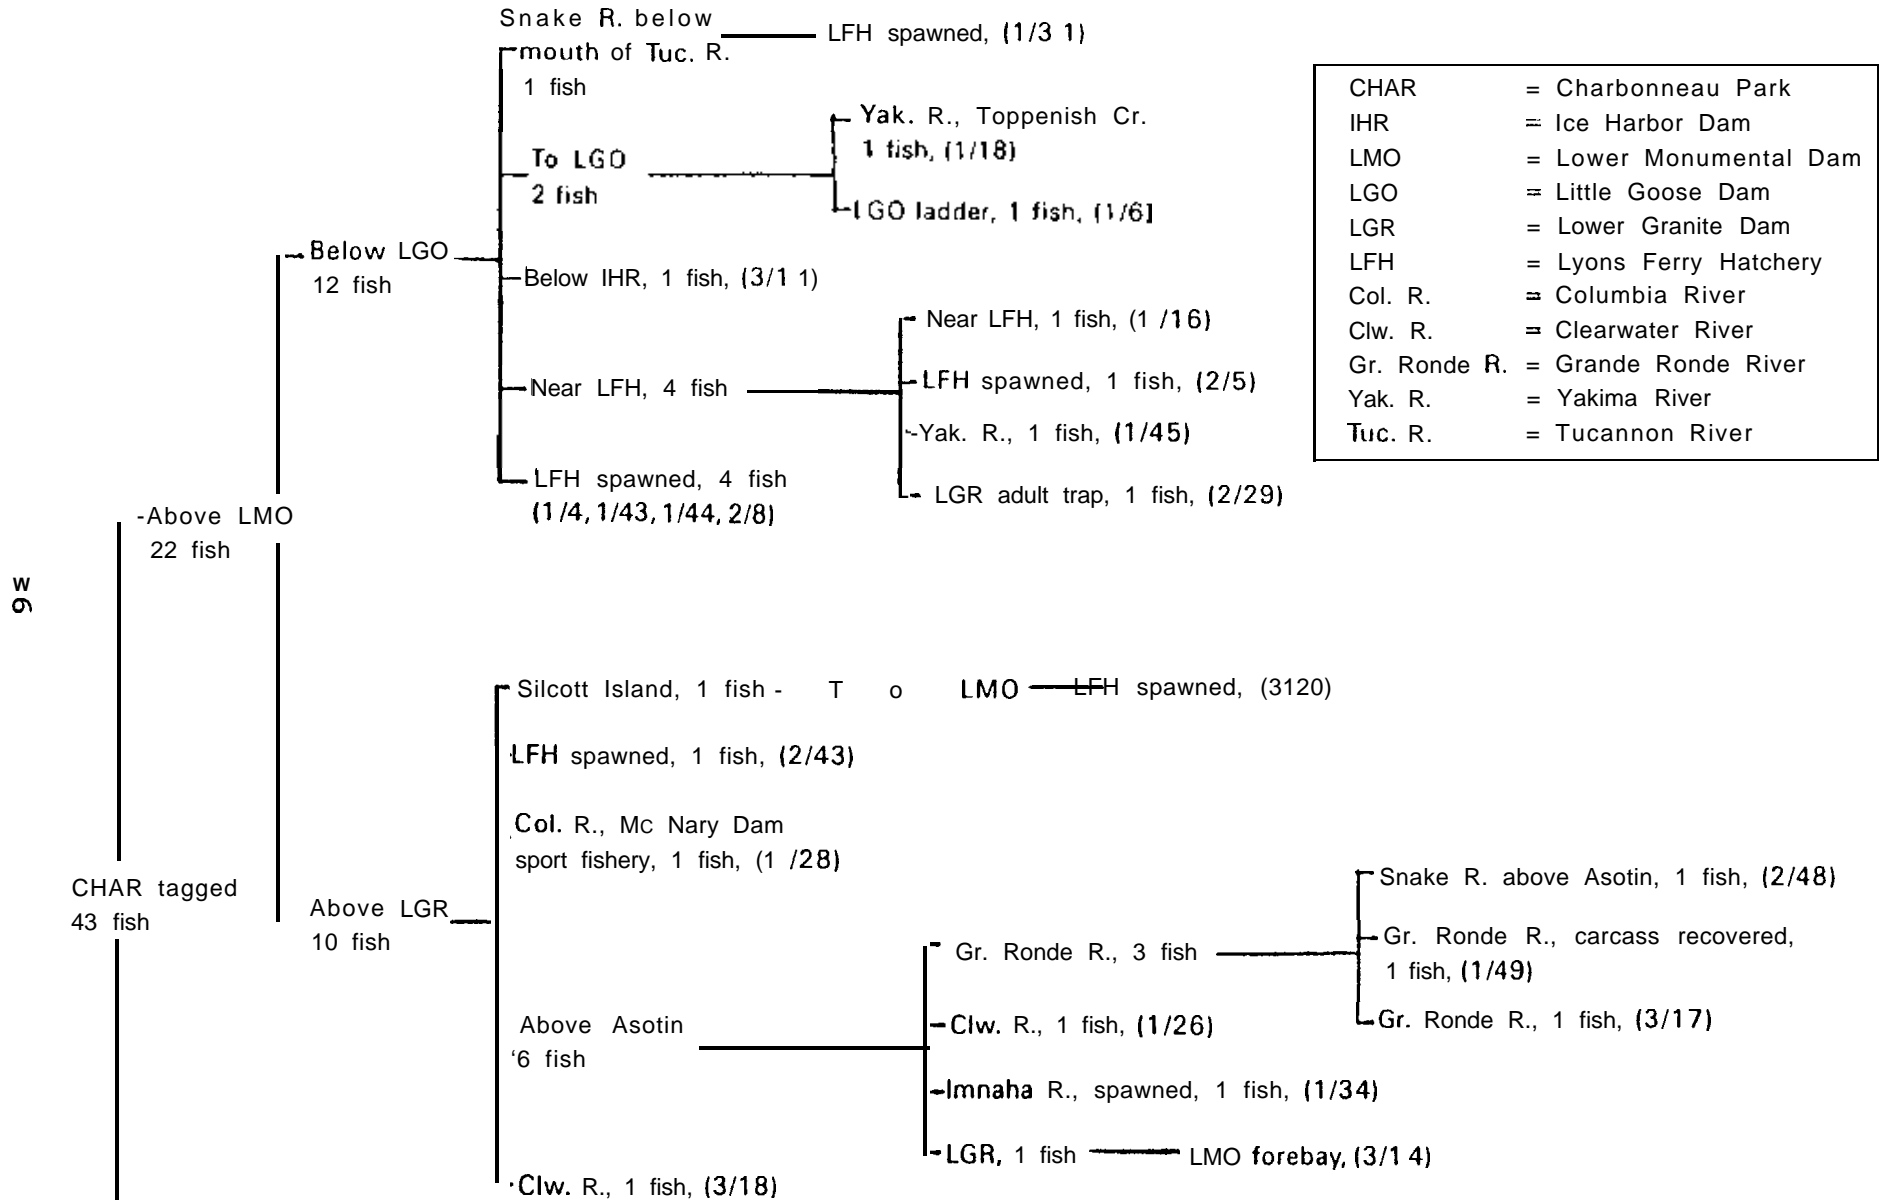 Snake R. below
mouth of Tuc. R.
1 fish
LFH spawned, (1/3 1)
To LGO
2 fish
Yak. R., Toppenish Cr.
1 fish, (1/18)
LGO ladder, 1 fish, (1/6]
Below LGO
12 fish
Below IHR, 1 fish, (3/1 1)
Near LFH, 4 fish
Near LFH, 1 fish, (1 /16)
LFH spawned, 1 fish, (2/5)
-Yak. R., 1 fish, (1/45)
LGR adult trap, 1 fish, (2/29)
LFH spawned, 4 fish
(1/4, 1/43, 1/44, 2/8)
CHAR = Charbonneau Park
IHR = Ice Harbor Dam
LMO = Lower Monumental Dam
LGO = Little Goose Dam
LGR = Lower Granite Dam
LFH = Lyons Ferry Hatchery
Col. R. = Columbia River
Clw. R. = Clearwater River
Gr. Ronde R. = Grande Ronde River
Yak. R. = Yakima River
Tuc. R. = Tucannon River
-Above LMO
22 fish
w
6
CHAR tagged
43 fish
Above LGR
10 fish
Silcott Island, 1 fish - T o LMO LFH spawned, (3120)
LFH spawned, 1 fish, (2/43)
Col. R., Mc Nary Dam
sport fishery, 1 fish, (1 /28)
Above Asotin
'6 fish
Gr. Ronde R., 3 fish
Snake R. above Asotin, 1 fish, (2/48)
Gr. Ronde R., carcass recovered,
1 fish, (1/49)
Gr. Ronde R., 1 fish, (3/17)
Clw. R., 1 fish, (1/26)
Imnaha R., spawned, 1 fish, (1/34)
LGR, 1 fish LMO forebay, (3/1 4)
Clw. R., 1 fish, (3/18)